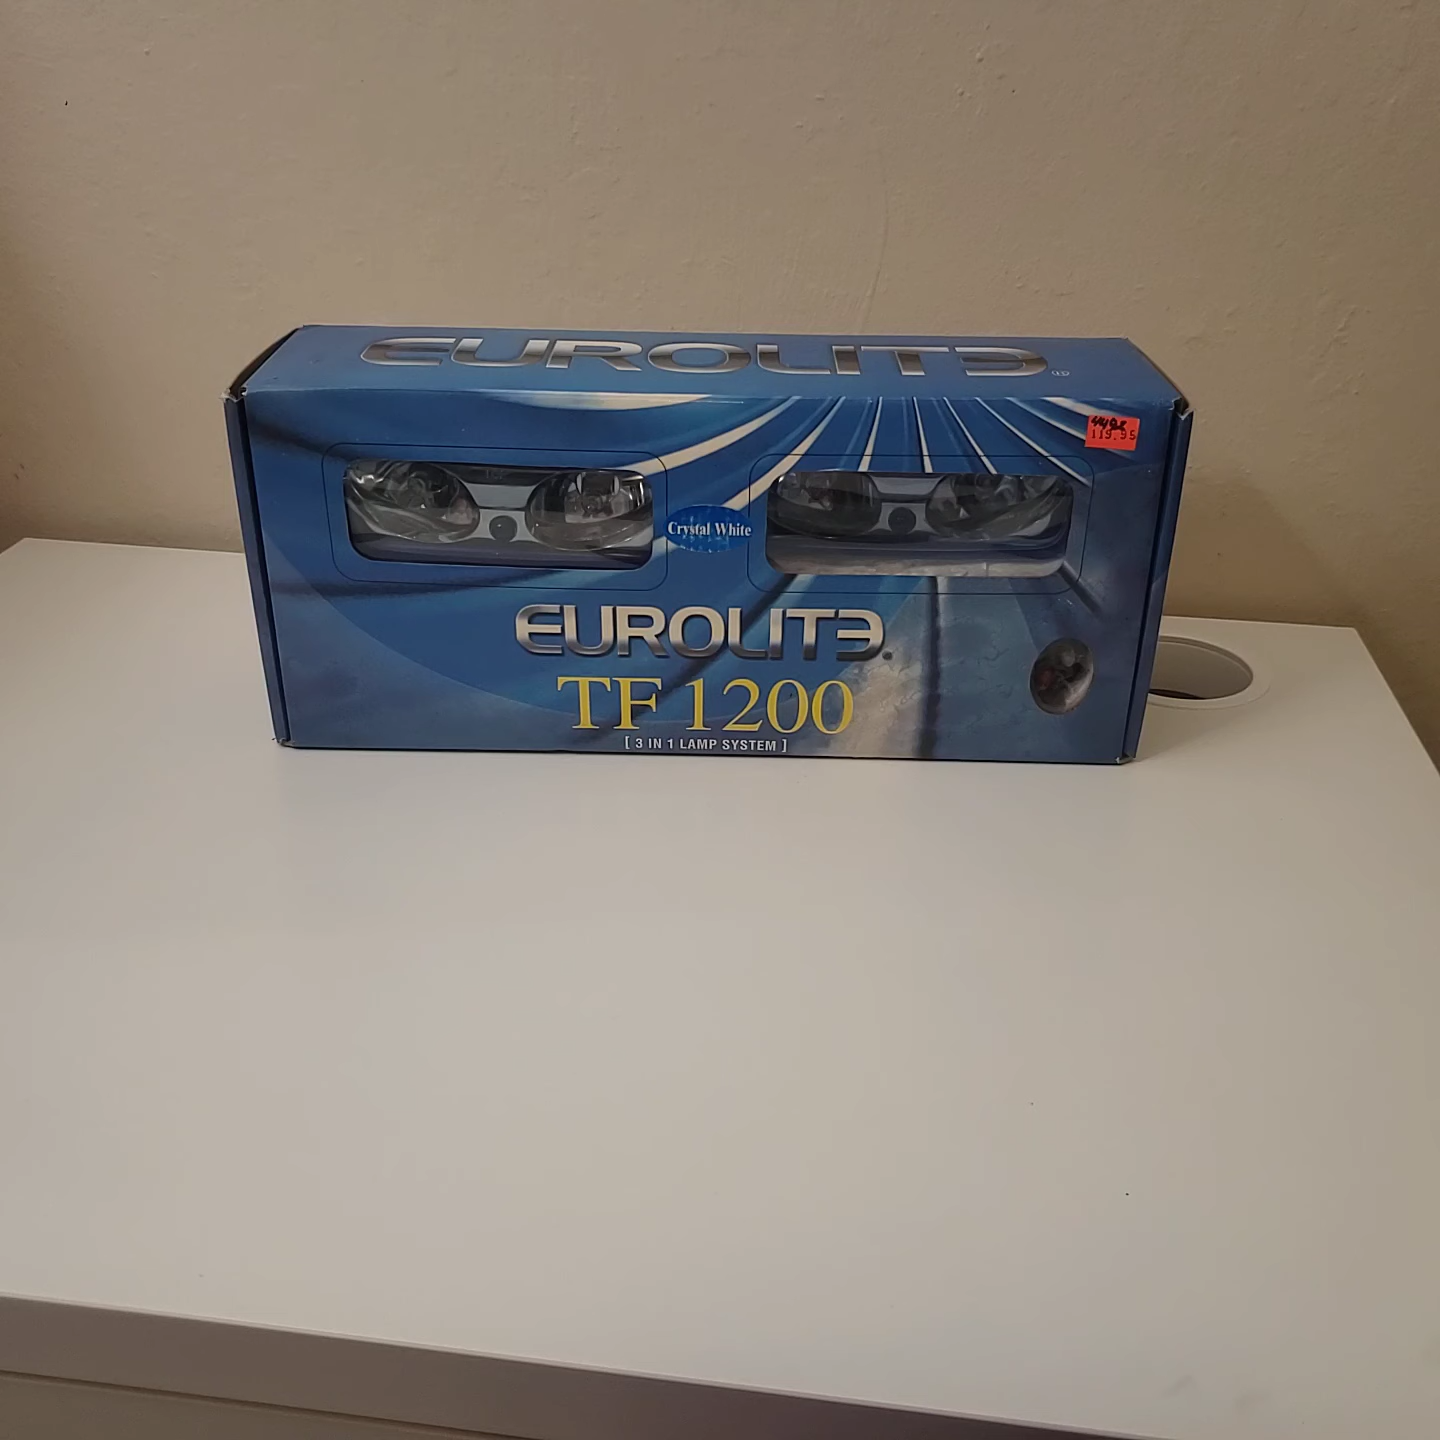 EUROLITE
119.95
Crystal White
EUROLITE
TF 1200
[ 3 IN 1 LAMP SYSTEM ]